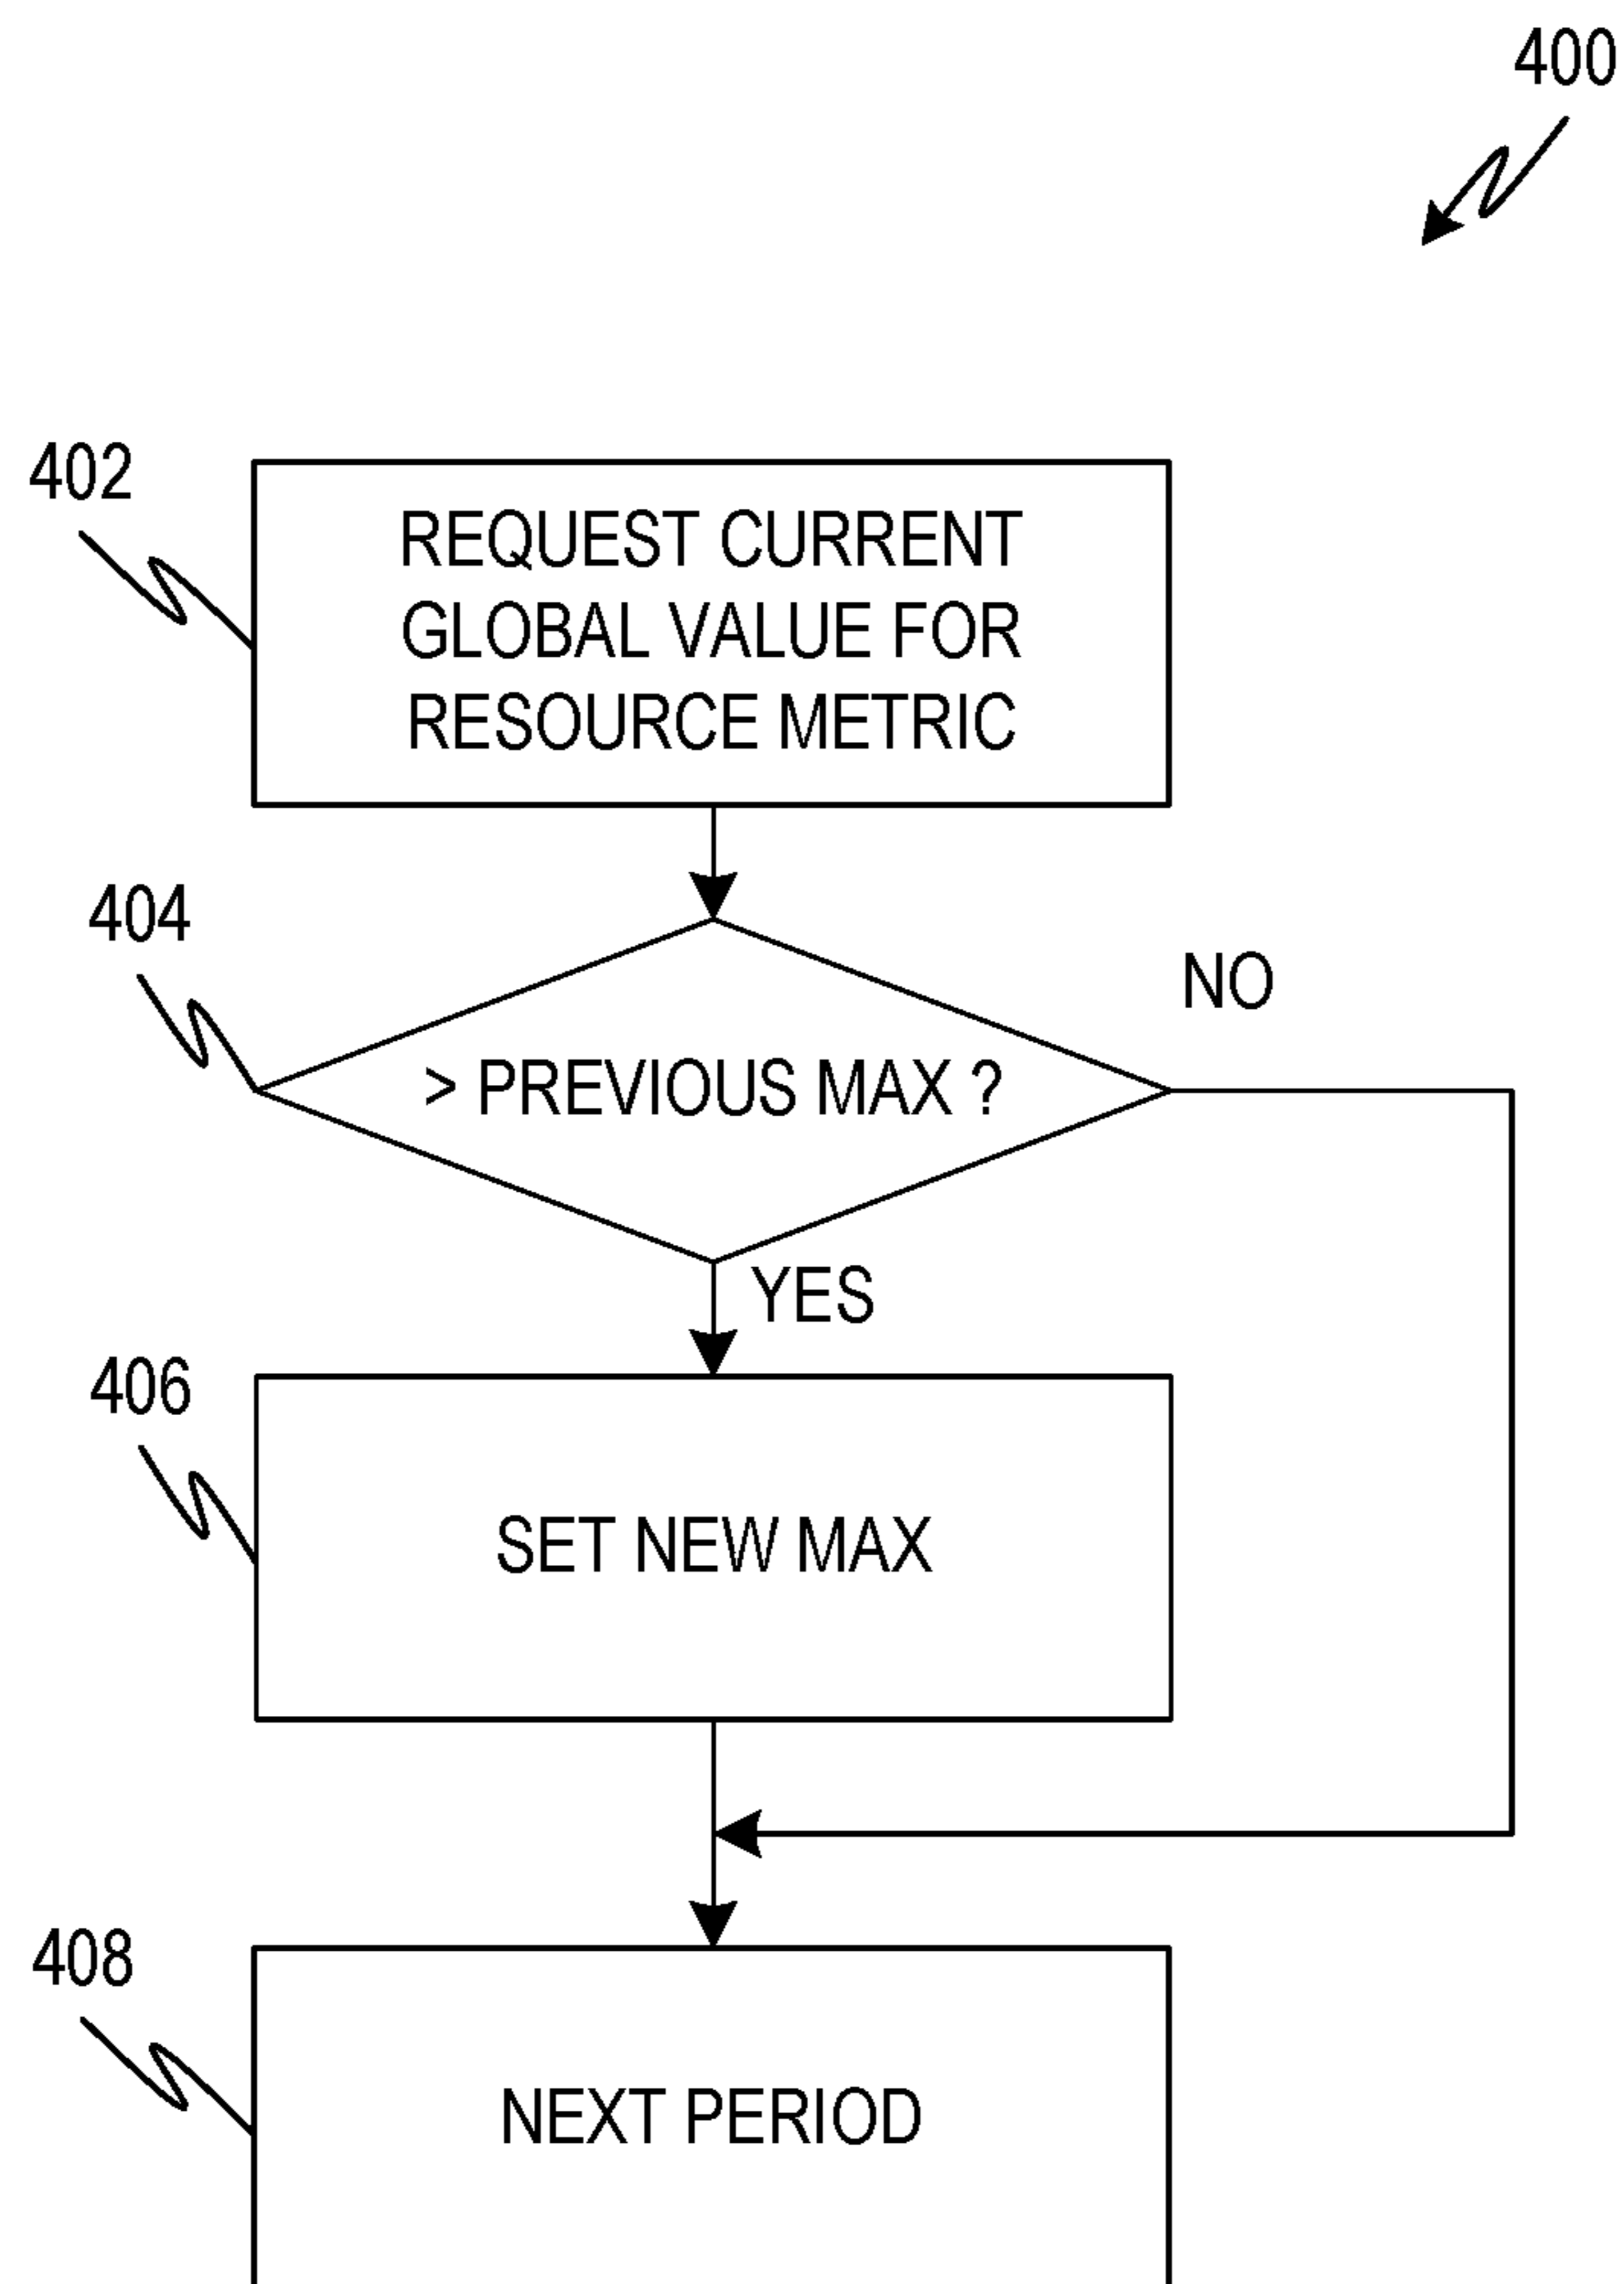 400
402
REQUEST CURRENT
GLOBAL VALUE FOR
RESOURCE METRIC
404
NO
> PREVIOUS MAX ?
YES
406
SET NEW MAX
408
NEXT PERIOD